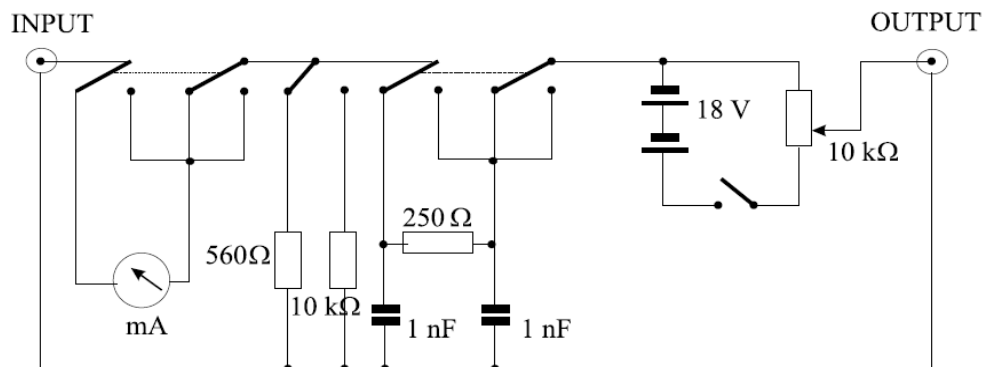 INPUT
OUTPUT
18 V
10 kΩ
250 Ω
560Ω
10 kΩ
1 nF
1 nF
mA